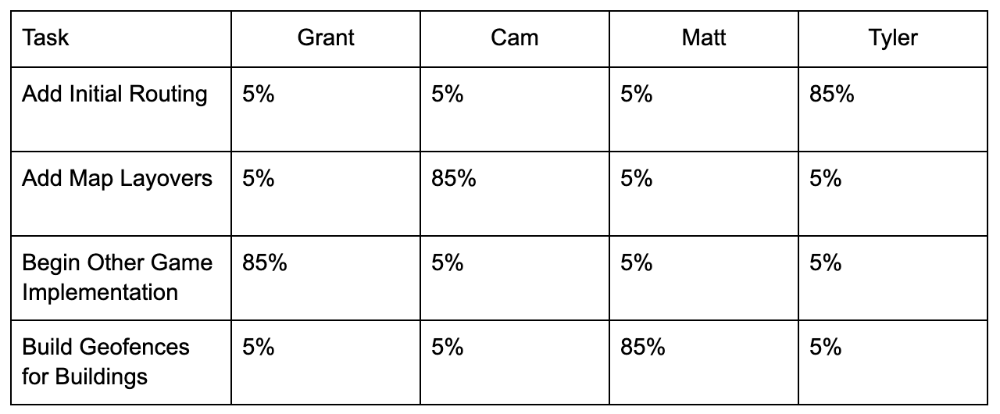 Task Grant Cam Matt Tyler
Add Initial Routing 5% 5% 5% 85%
Add Map Layovers 5% 85% 5% 5%
Begin Other Game 85% 5% 5% 5%
Implementation
Build Geofences 5% 5% 85% 5%
for Buildings